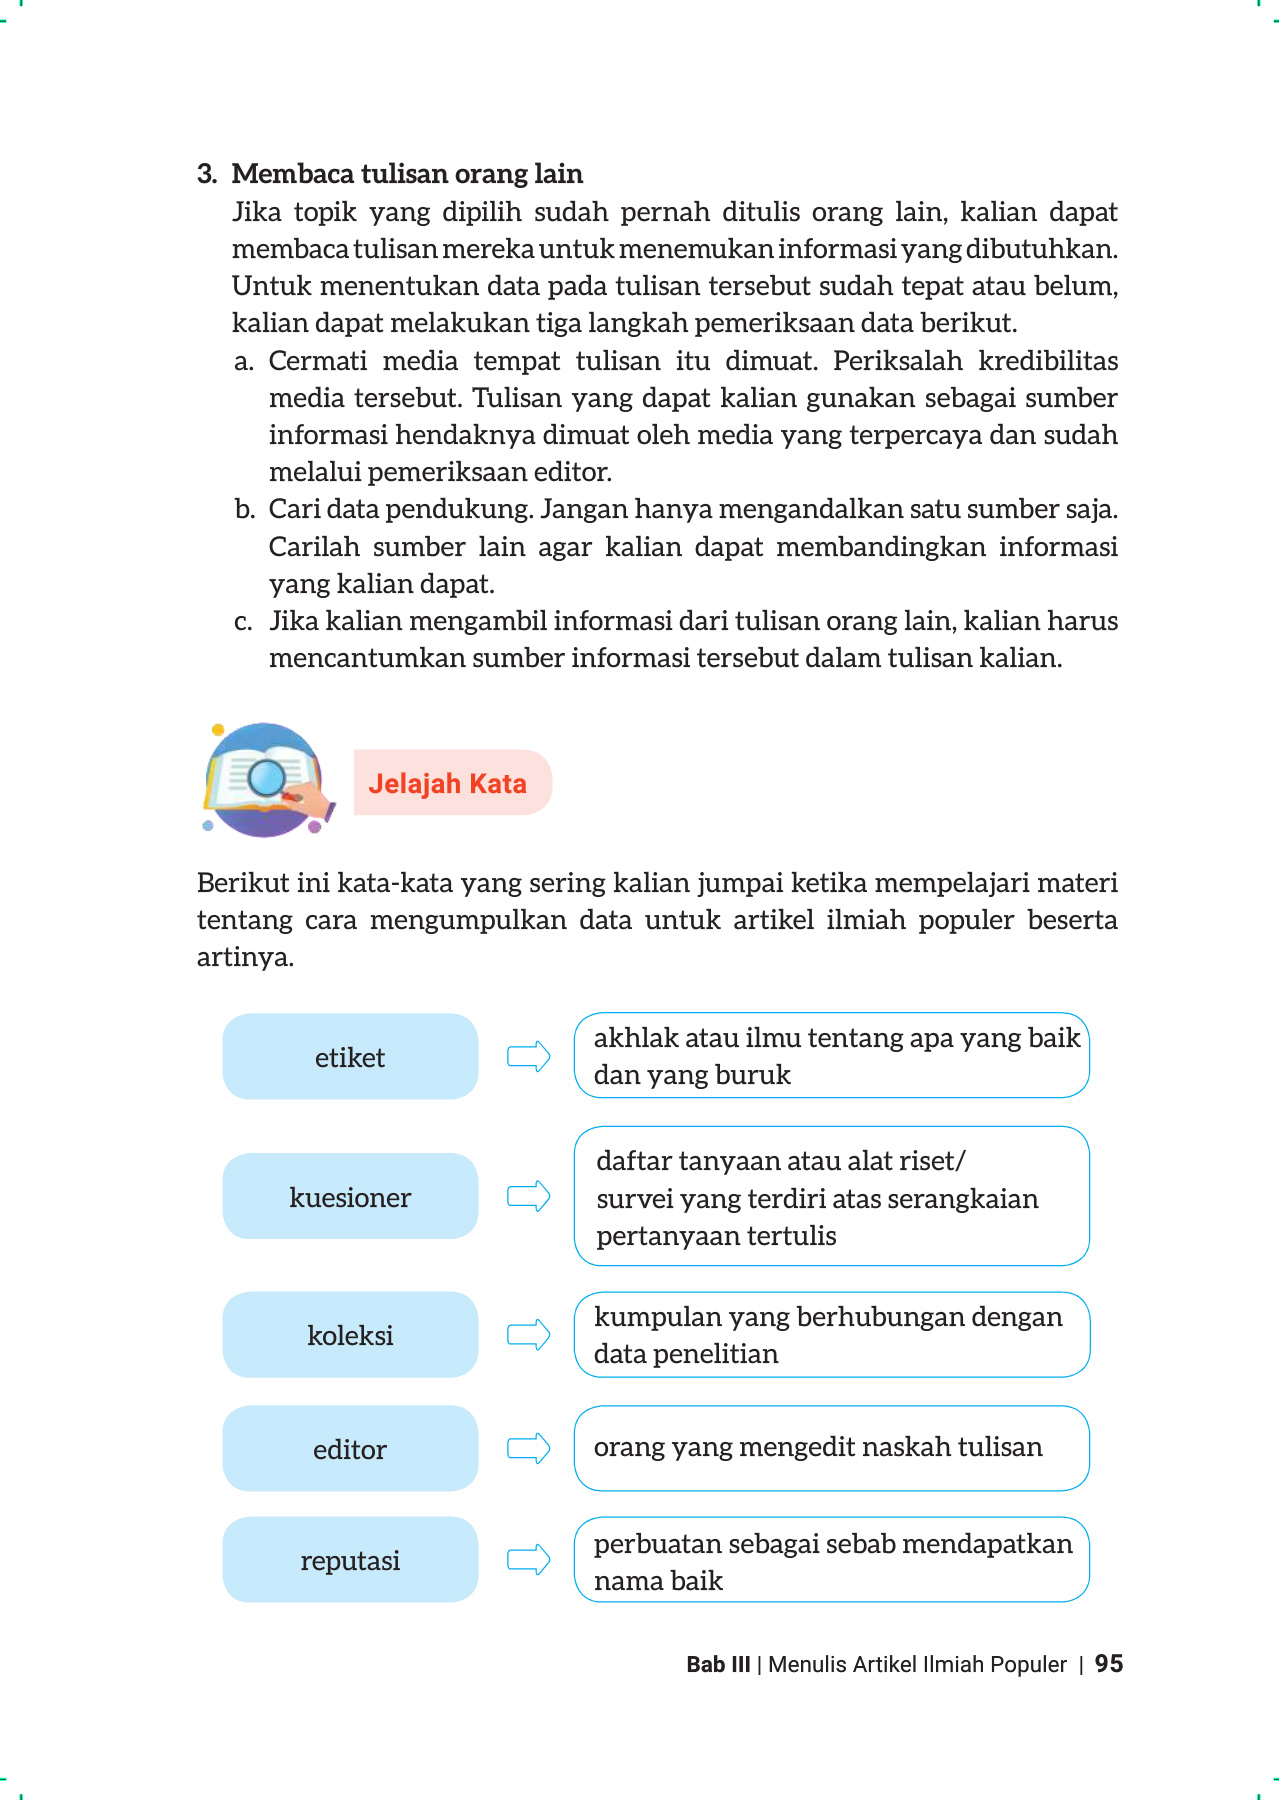 3. Membaca tulisan orang lain
Jika topik yang dipilih sudah pernah ditulis orang lain, kalian dapat
membaca tulisan mereka untuk menemukan informasi yang dibutuhkan.
Untuk menentukan data pada tulisan tersebut sudah tepat atau belum,
kalian dapat melakukan tiga langkah pemeriksaan data berikut.
a. Cermati media tempat tulisan itu dimuat. Periksalah kredibilitas
media tersebut. Tulisan yang dapat kalian gunakan sebagai sumber
informasi hendaknya dimuat oleh media yang terpercaya dan sudah
melalui pemeriksaan editor.
b. Cari data pendukung. Jangan hanya mengandalkan satu sumber saja.
Carilah sumber lain agar kalian dapat membandingkan informasi
yang kalian dapat.
c. Jika kalian mengambil informasi dari tulisan orang lain, kalian harus
mencantumkan sumber informasi tersebut dalam tulisan kalian.
Jelajah Kata
Berikut ini kata-kata yang sering kalian jumpai ketika mempelajari materi
tentang cara mengumpulkan data untuk artikel ilmiah populer beserta
artinya.
etiket
akhlak atau ilmu tentang apa yang baik
dan yang buruk
kuesioner
daftar tanyaan atau alat riset/
survei yang terdiri atas serangkaian
pertanyaan tertulis
koleksi
kumpulan yang berhubungan dengan
data penelitian
editor
orang yang mengedit naskah tulisan
reputasi
perbuatan sebagai sebab mendapatkan
nama baik
Bab III | Menulis Artikel Ilmiah Populer | 95